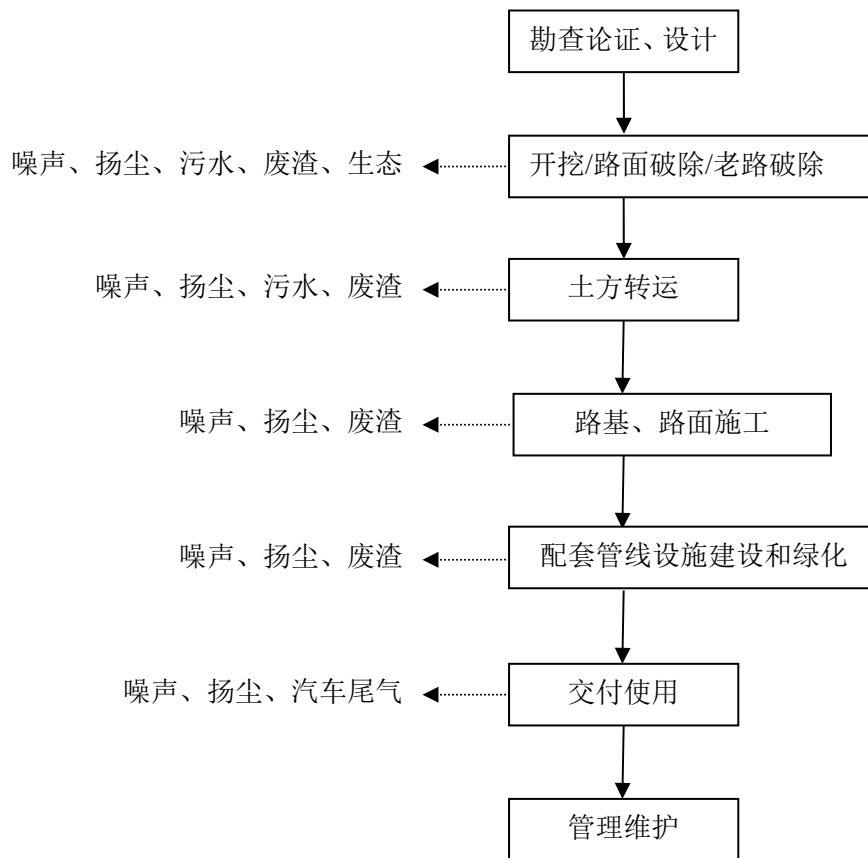 勘查论证、设计
噪声、扬尘、污水、废渣、生态
开挖/路面破除/老路破除
噪声、扬尘、污水、废渣
土方转运
噪声、扬尘、废渣
路基、路面施工
噪声、扬尘、废渣
配套管线设施建设和绿化
噪声、扬尘、汽车尾气
交付使用
管理维护